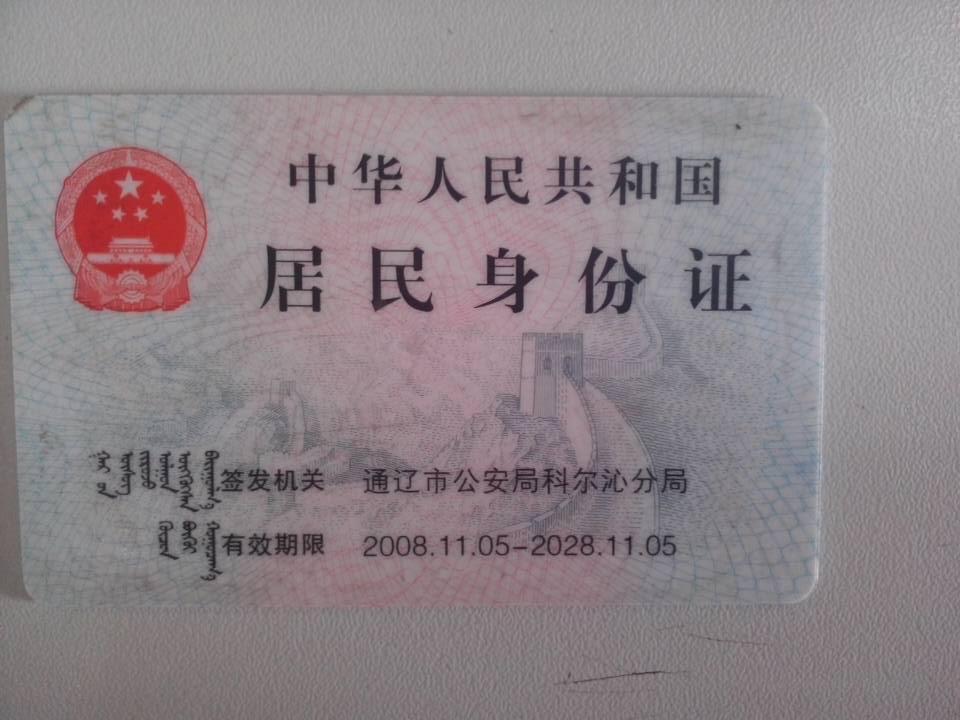 中华人民共和国
居民身份证
签发机关 通辽市公安局科尔沁分局
有效期限 2008.11.05-2028.11.05